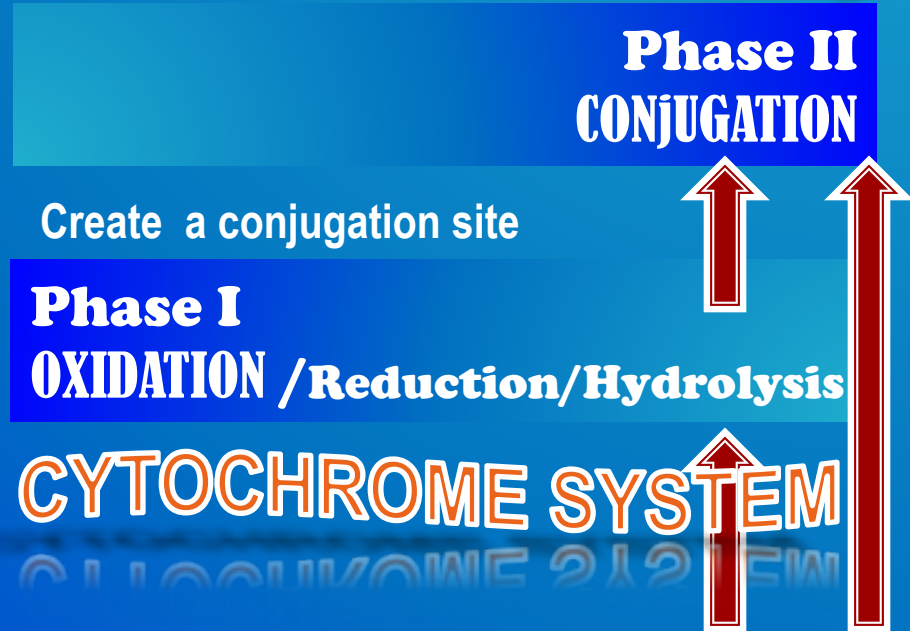 Phase II
CONjUGATION
Create a conjugation site
Phase I
OXIDATION /Reduction/Hydrolysis
CYTOCHROME SYSTEM